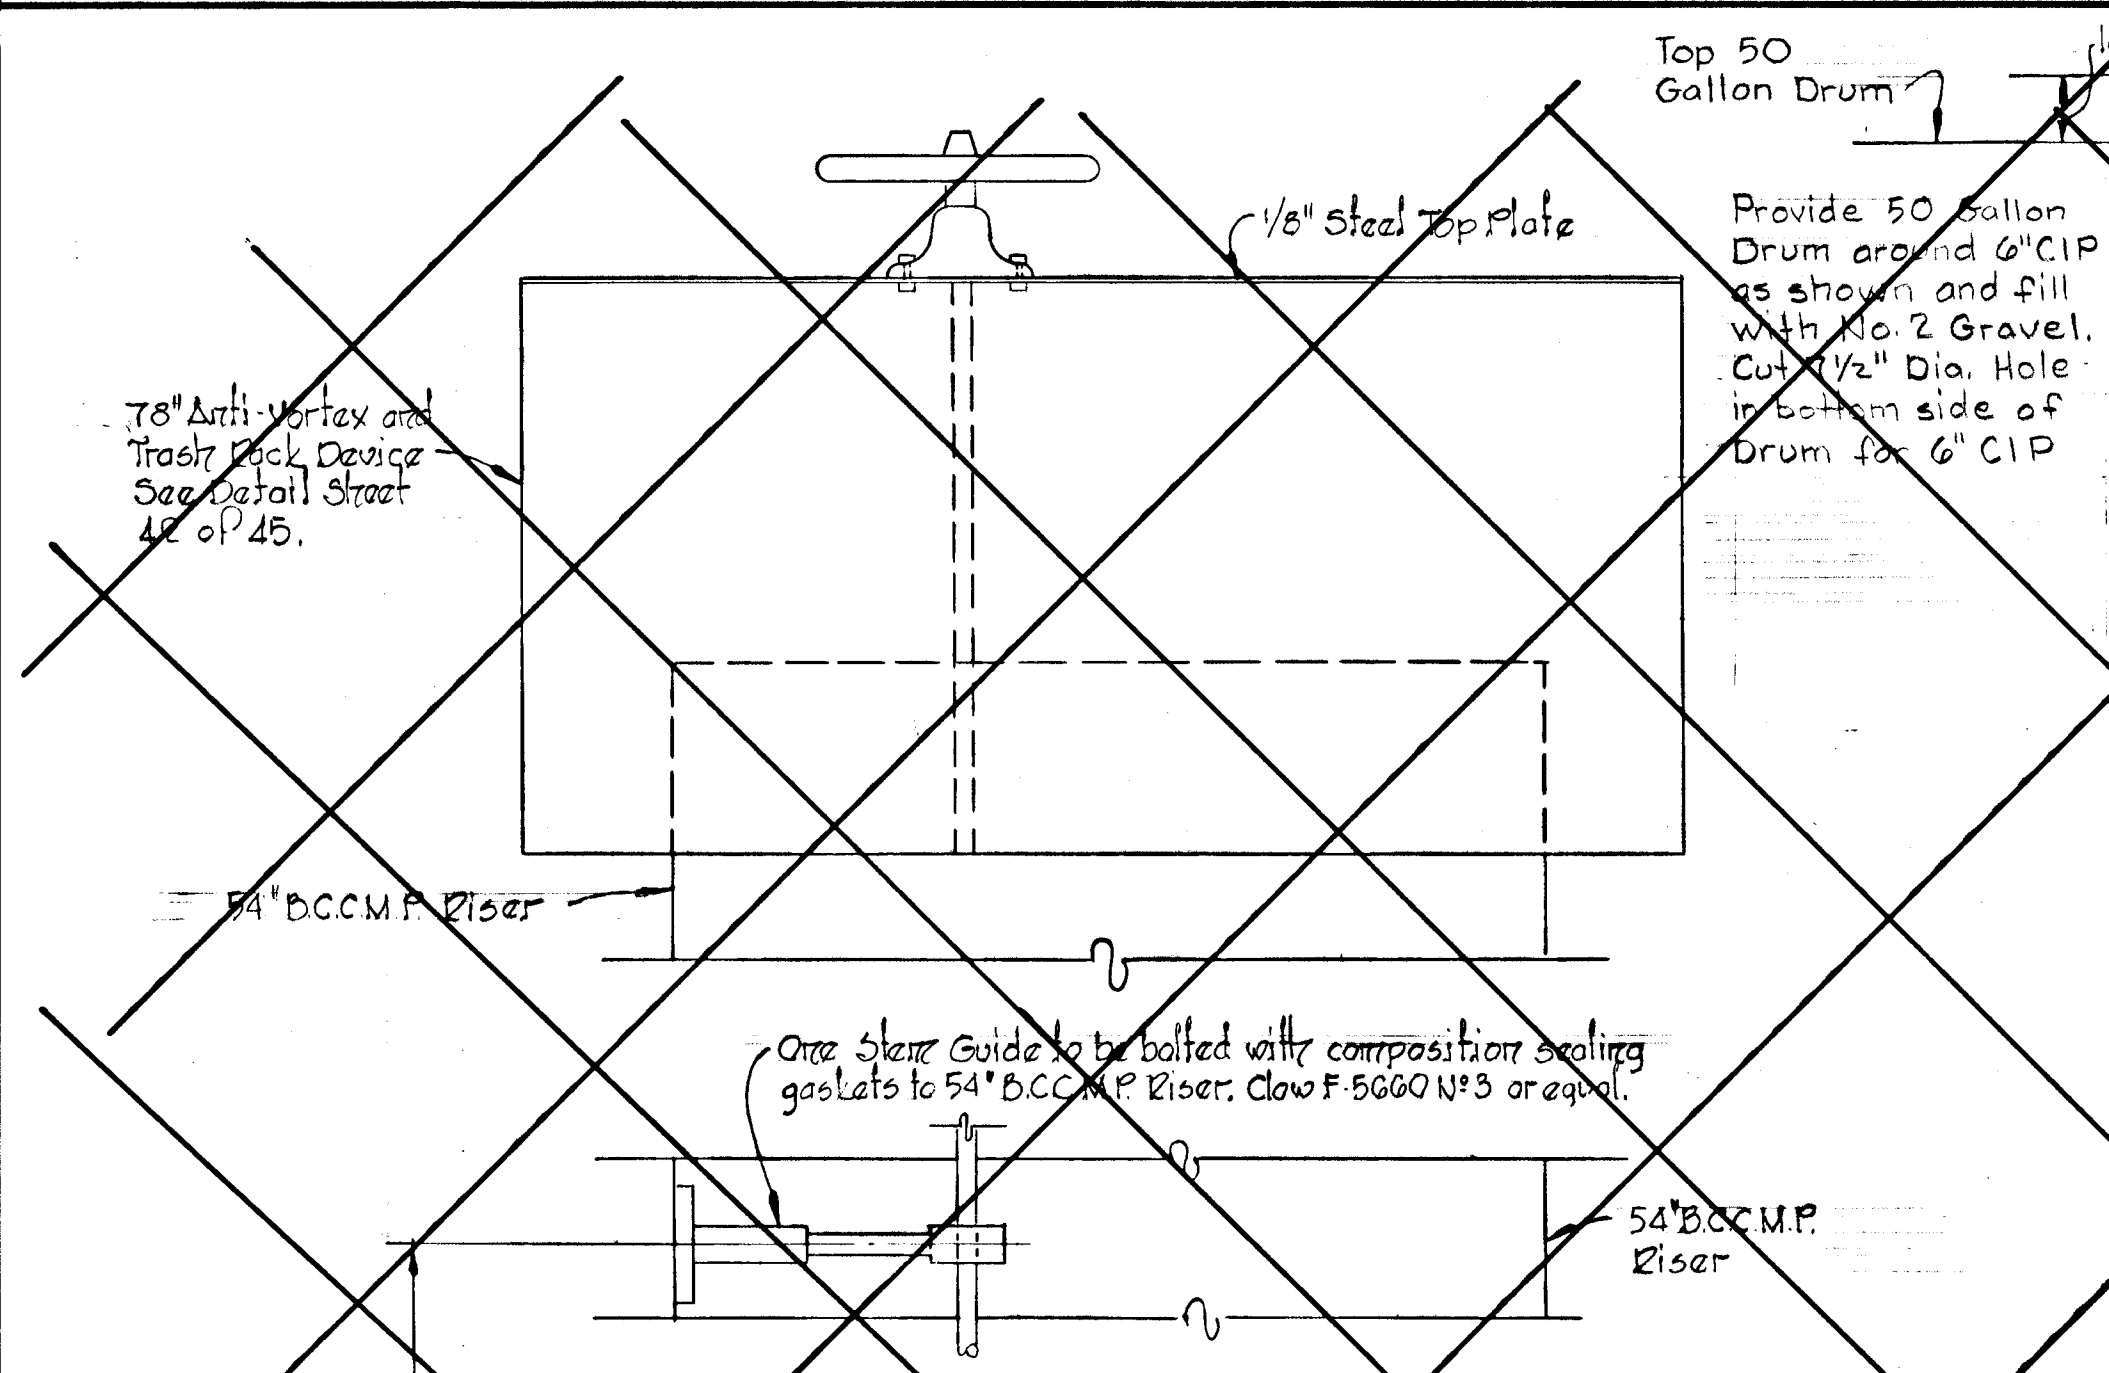 Top 50
Gallon Drum
1/8" Steel Top Plate
Provide 50 Gallon
Drum around 6" CIP
as shown and fill
with No. 2 Gravel.
Cut 7 1/2" Dia. Hole
in bottom side of
Drum for 6" CIP
78" Anti-Vortex and
Trash Rack Device
See Detail Sheet
of 45.
54" B.C.C.M.P. Riser
One Stem Guide to be bolted with composition sealing
gaskets to 54" B.C.C.M.P. Riser. Clow F-5660 Nº 3 or equal.
54" B.C.C.M.P.
Riser